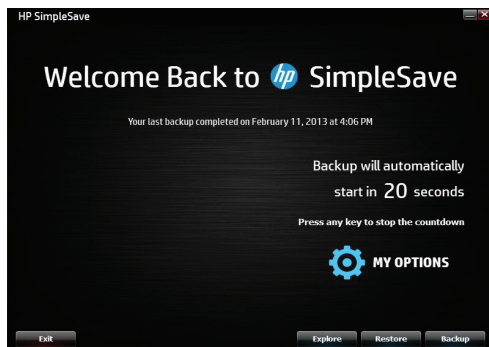 HP SimpleSave
Welcome Back to hp SimpleSave
Your last backup completed on February 11, 2013 at 4:06 PM
Backup will automatically
start in 20 seconds
Press any key to stop the countdown
MY OPTIONS
Exit Explore Restore Backup